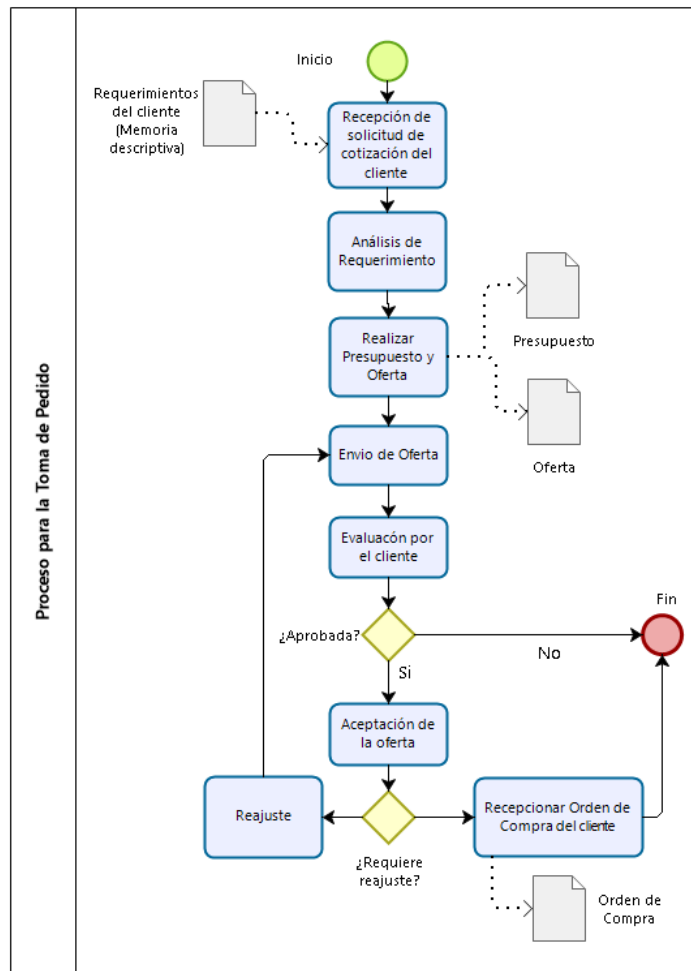 Proceso para la Toma de Pedido
Inicio
Requerimientos
del cliente
(Memoria
descriptiva)
Recepción de
solicitud de
cotización del
cliente
Análisis de
Requerimiento
Realizar
Presupuesto y
Oferta
Presupuesto
Oferta
Envio de Oferta
Evaluacón por
el cliente
¿Aprobada?
No
Fin
Si
Aceptación de
la oferta
Reajuste
¿Requiere
reajuste?
Recepcionar Orden de
Compra del cliente
Orden de
Compra